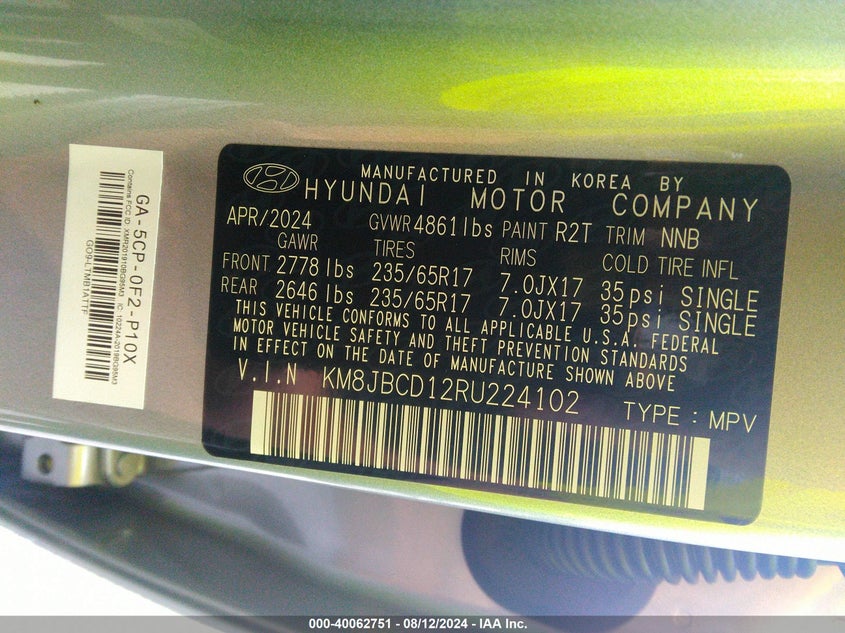 MANUFACTURED IN KOREA BY
HYUNDAI MOTOR COMPANY
APR/2024 GVWR 4861 lbs PAINT R2T TRIM NNB
GAWR TIRES RIMS COLD TIRE INFL
FRONT 2778 lbs 235/65R17 7.0JX17 35psi SINGLE
REAR 2646 lbs 235/65R17 7.0JX17 35psi SINGLE
THIS VEHICLE CONFORMS TO ALL APPLICABLE U.S.A. FEDERAL
MOTOR VEHICLE SAFETY AND THEFT PREVENTION STANDARDS
IN EFFECT ON THE DATE OF MANUFACTURE SHOWN ABOVE
V.I.N KM8JBCD12RU224102 TYPE : MPV
GA-5CP-0F2-P10X
Contains FCC ID:
000-40062751 - 08/12/2024 - IAA Inc.